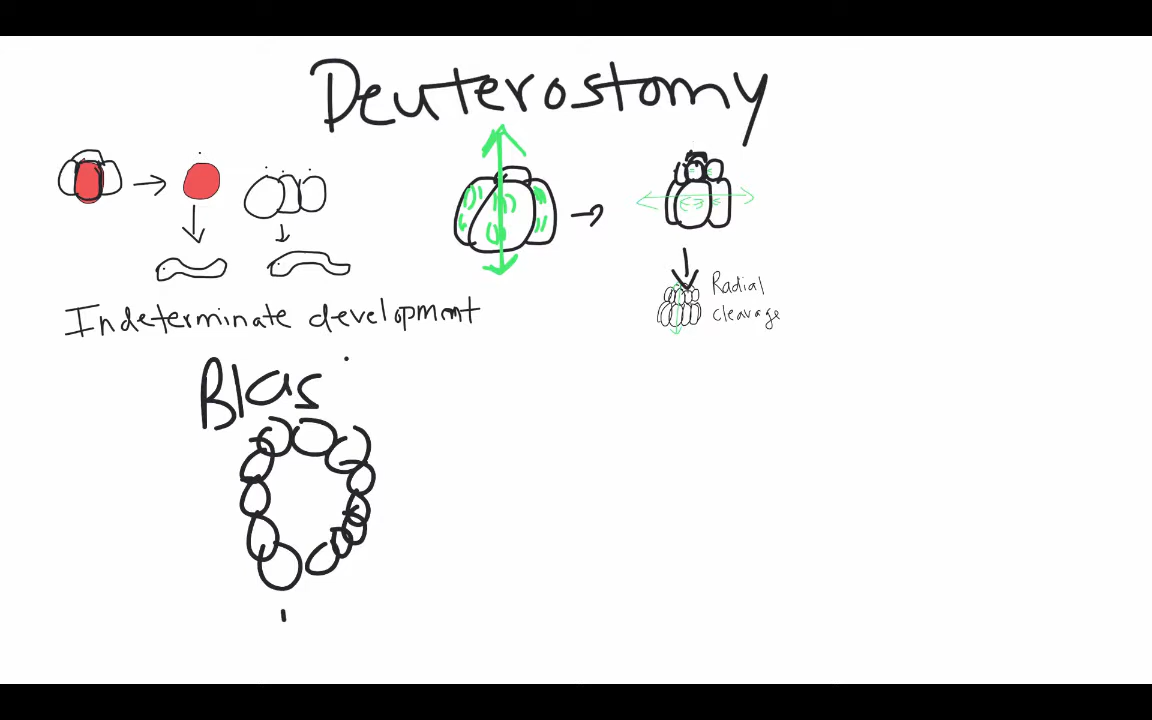 Deuterostomy
Indeterminate development
Radial
cleavage
Blas